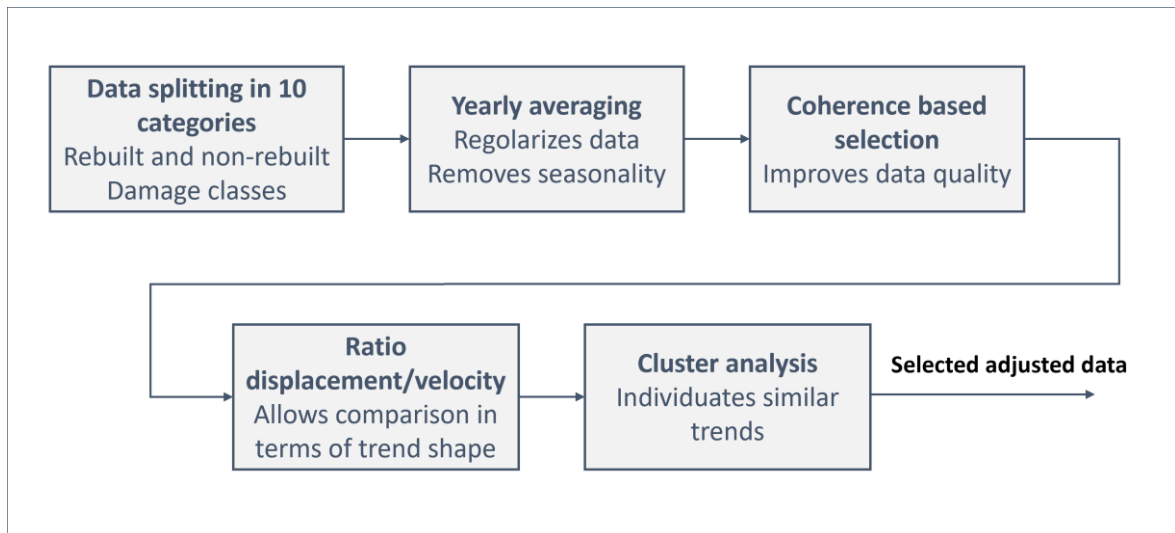 Data splitting in 10
categories
Rebuilt and non-rebuilt
Damage classes
Yearly averaging
Regolarizes data
Removes seasonality
Coherence based
selection
Improves data quality
Ratio
displacement/velocity
Allows comparison in
terms of trend shape
Cluster analysis
Individuates similar
trends
Selected adjusted data